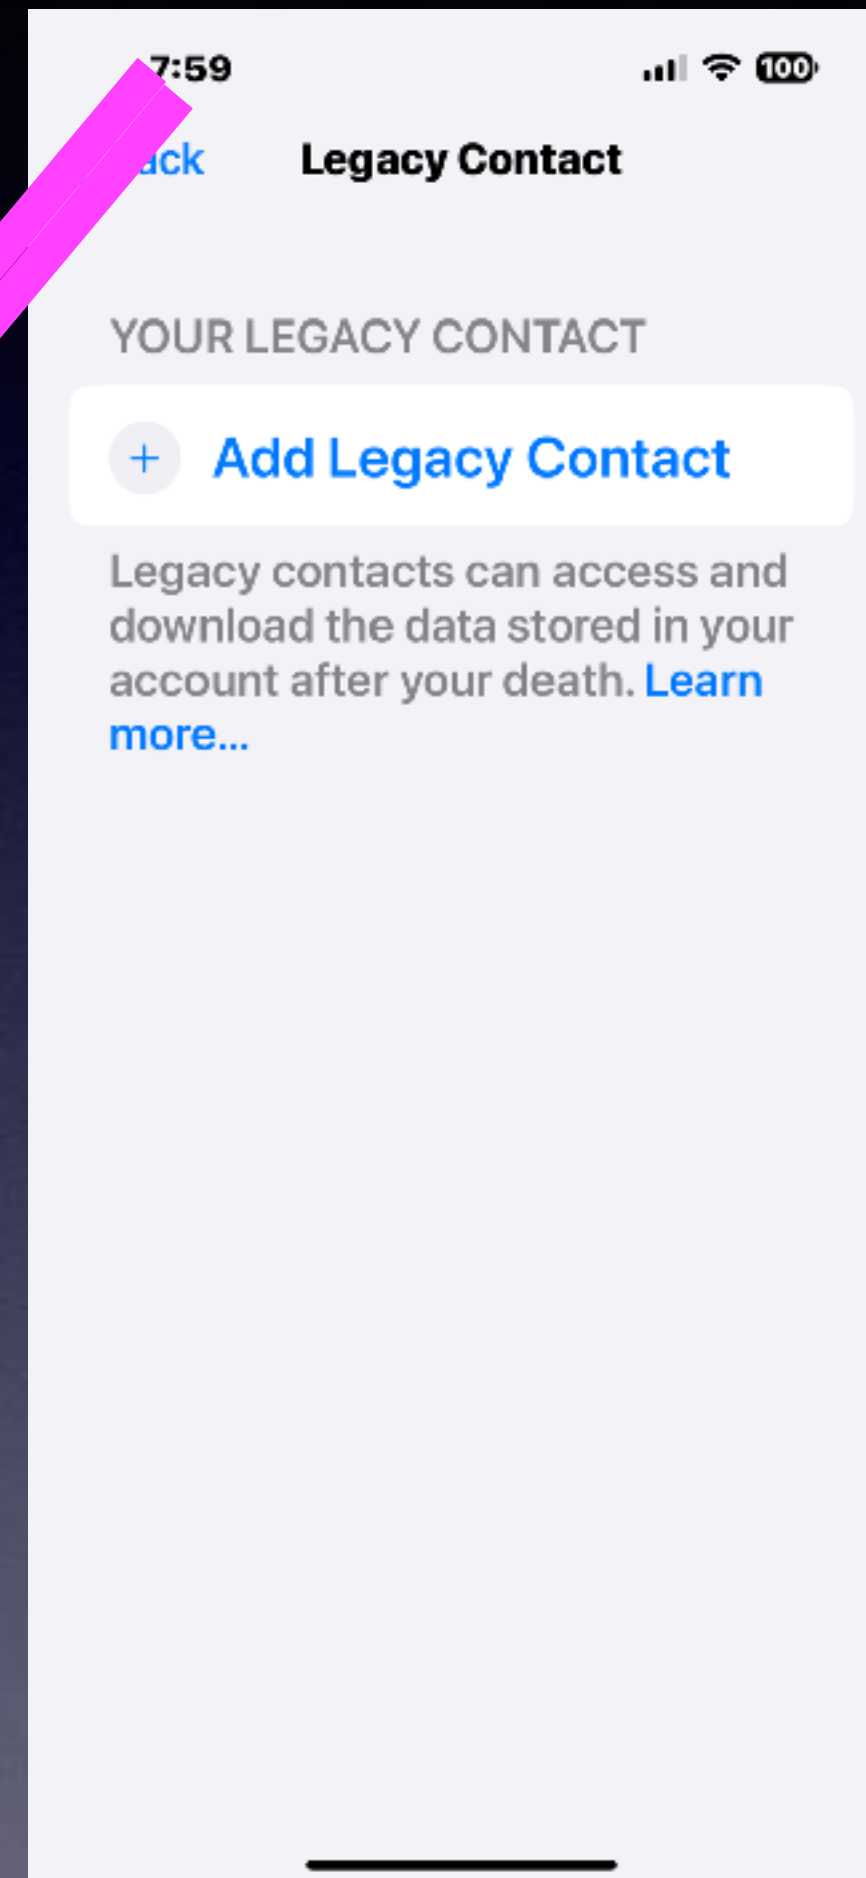 7:59
100
ack
Legacy Contact
YOUR LEGACY CONTACT
+ Add Legacy Contact
Legacy contacts can access and
download the data stored in your
account after your death. Learn
more...